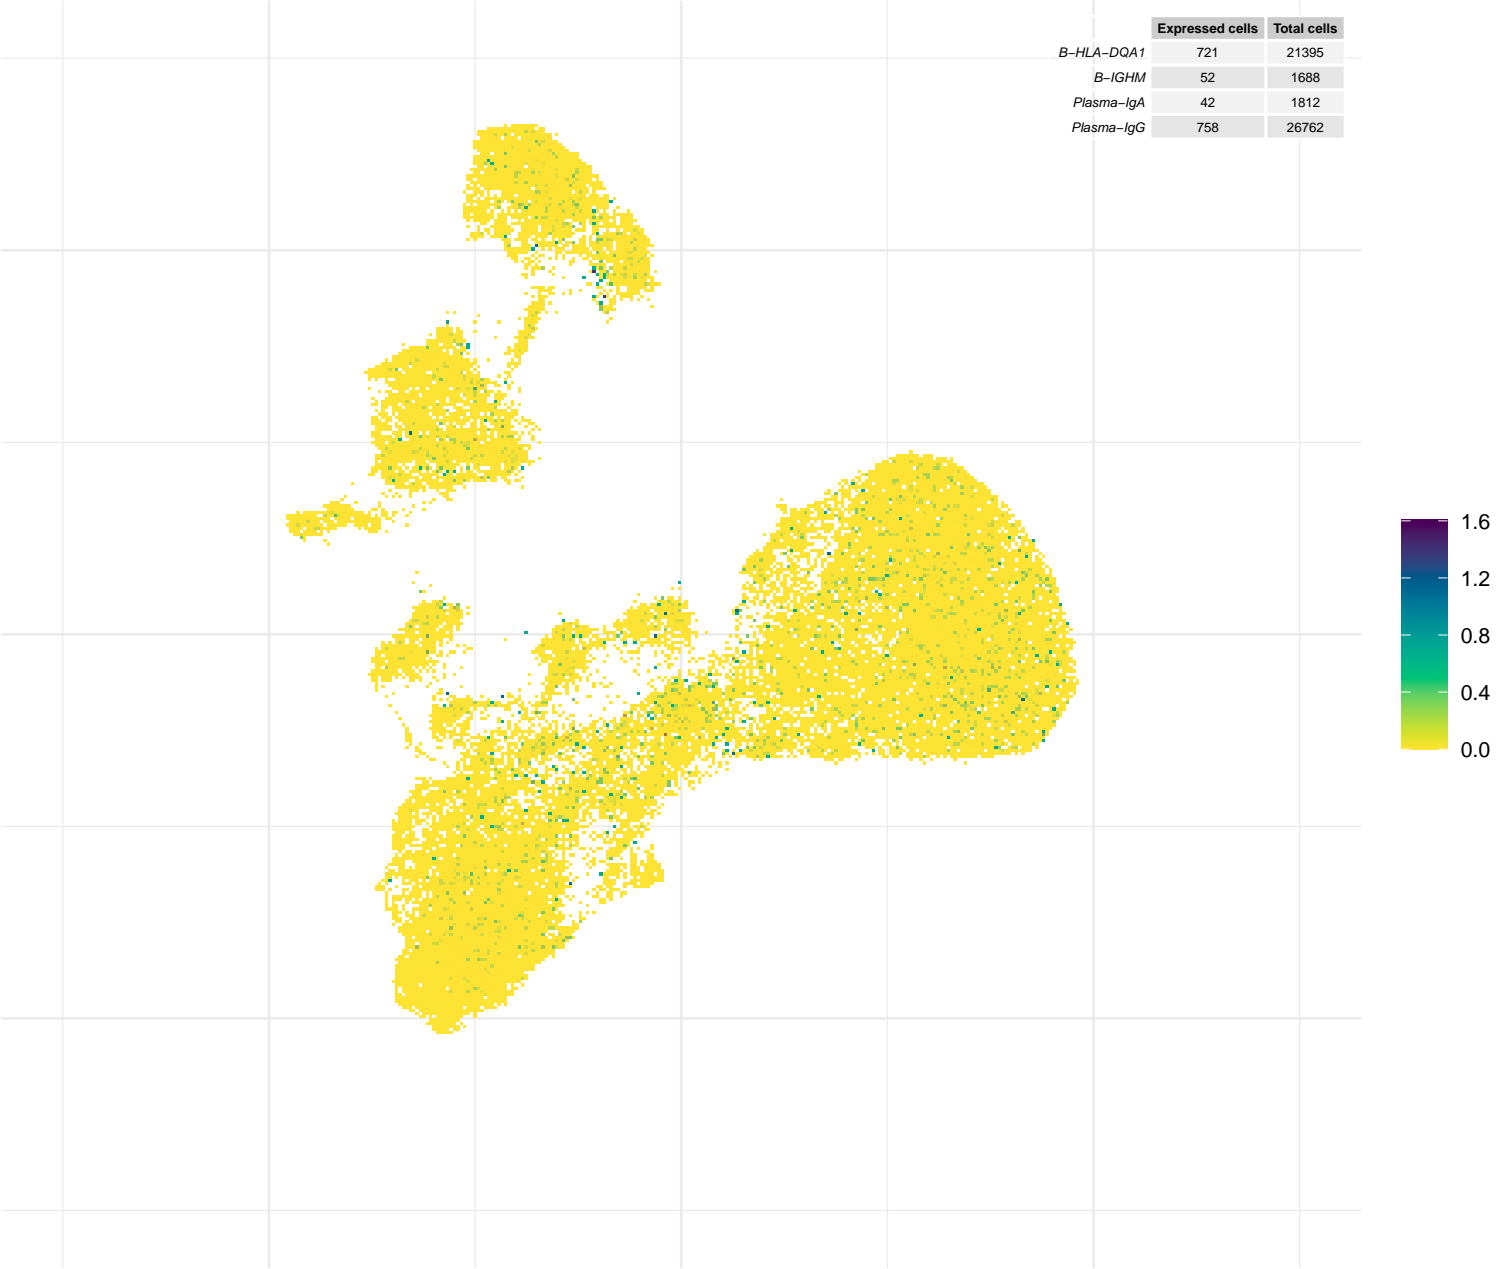 Expressed cells Total cells
B−HLA−DQA1 721 21395
B−IGHM 52 1688
Plasma−IgA 42 1812
Plasma−IgG 758 26762
1.6
1.2
0.8
0.4
0.0